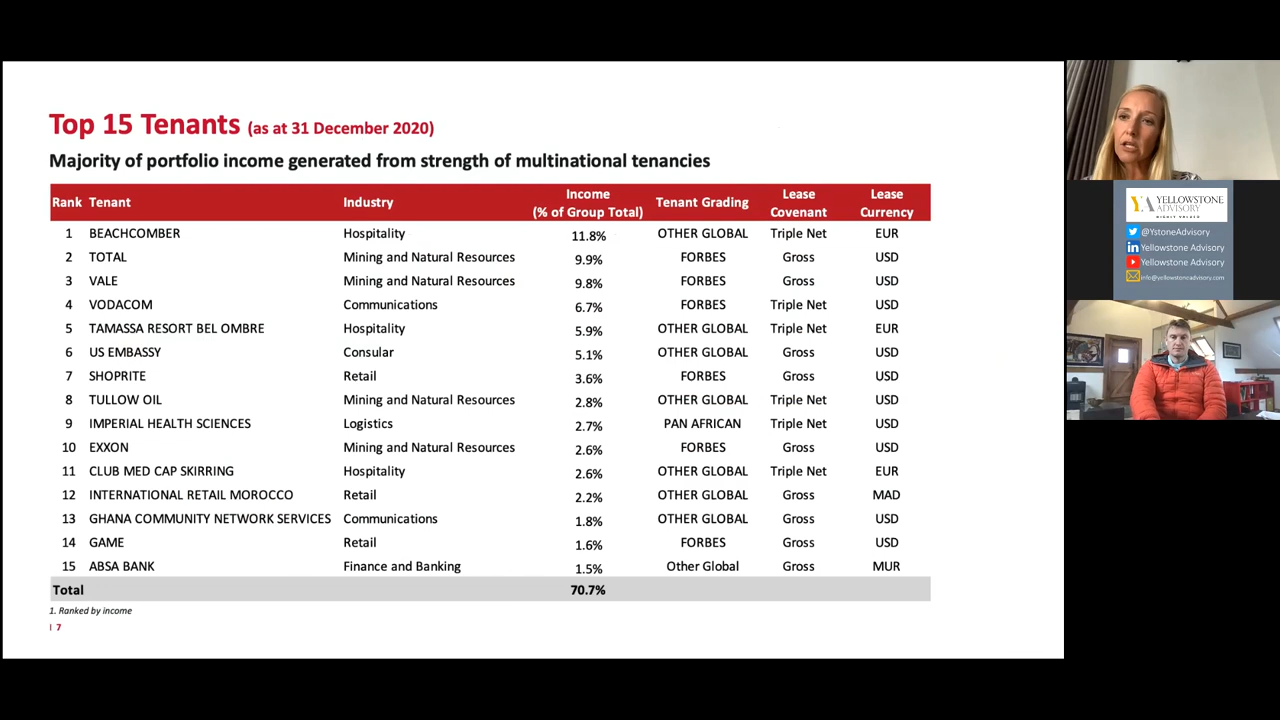 Top 15 Tenants (as at 31 December 2020)
Majority of portfolio income generated from strength of multinational tenancies
Rank Tenant Industry Income (% of Group Total) Tenant Grading Lease Covenant Lease Currency
1 BEACHCOMBER Hospitality 11.8% OTHER GLOBAL Triple Net EUR
2 TOTAL Mining and Natural Resources 9.9% FORBES Gross USD
3 VALE Mining and Natural Resources 9.8% FORBES Gross USD
4 VODACOM Communications 6.7% FORBES Triple Net USD
5 TAMASSA RESORT BEL OMBRE Hospitality 5.9% OTHER GLOBAL Triple Net EUR
6 US EMBASSY Consular 5.1% OTHER GLOBAL Gross USD
7 SHOPRITE Retail 3.6% FORBES Gross USD
8 TULLOW OIL Mining and Natural Resources 2.8% OTHER GLOBAL Triple Net USD
9 IMPERIAL HEALTH SCIENCES Logistics 2.7% PAN AFRICAN Triple Net USD
10 EXXON Mining and Natural Resources 2.6% FORBES Gross USD
11 CLUB MED CAP SKIRRING Hospitality 2.6% OTHER GLOBAL Triple Net EUR
12 INTERNATIONAL RETAIL MOROCCO Retail 2.2% OTHER GLOBAL Gross MAD
13 GHANA COMMUNITY NETWORK SERVICES Communications 1.8% OTHER GLOBAL Gross USD
14 GAME Retail 1.6% FORBES Gross USD
15 ABSA BANK Finance and Banking 1.5% Other Global Gross MUR
Total 70.7%
1. Ranked by income
| 7
YA YELLOWSTONE
ADVISORY
RIGHTLY VALUED
@YstoneAdvisory
Yellowstone Advisory
Yellowstone Advisory
info@yellowstoneadvisory.com